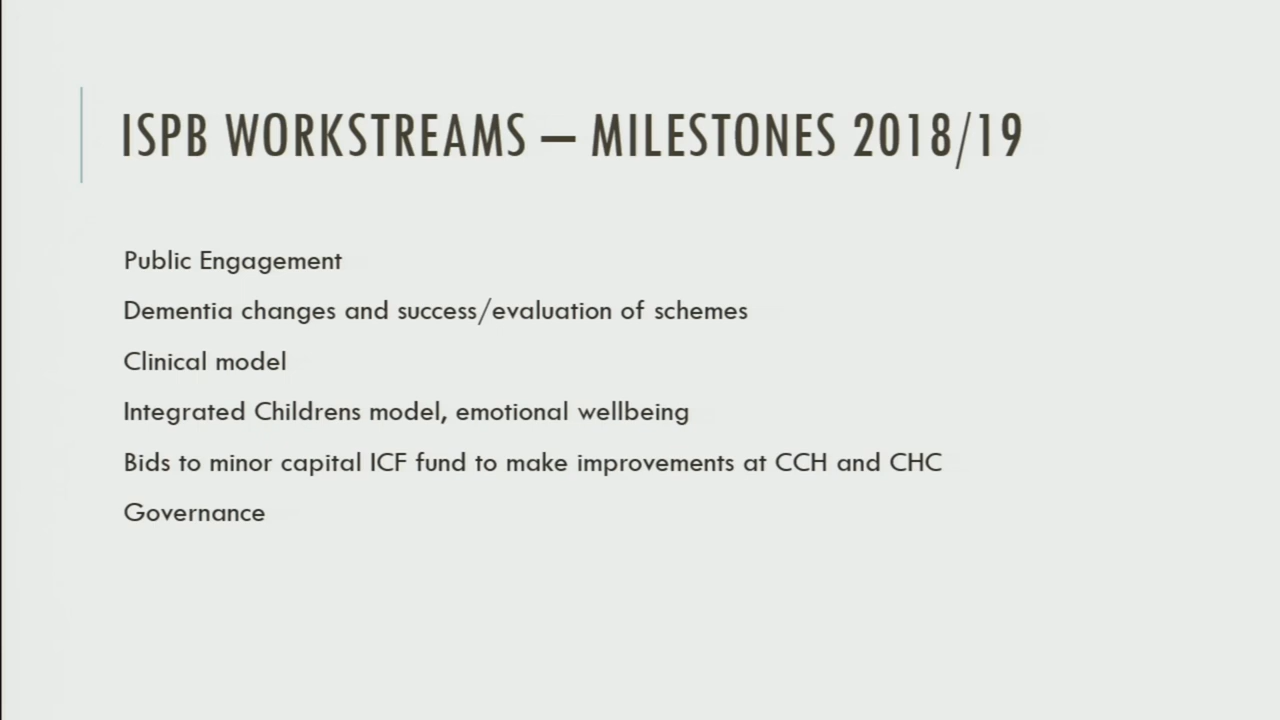 ISPB WORKSTREAMS – MILESTONES 2018/19
Public Engagement
Dementia changes and success/evaluation of schemes
Clinical model
Integrated Childrens model, emotional wellbeing
Bids to minor capital ICF fund to make improvements at CCH and CHC
Governance